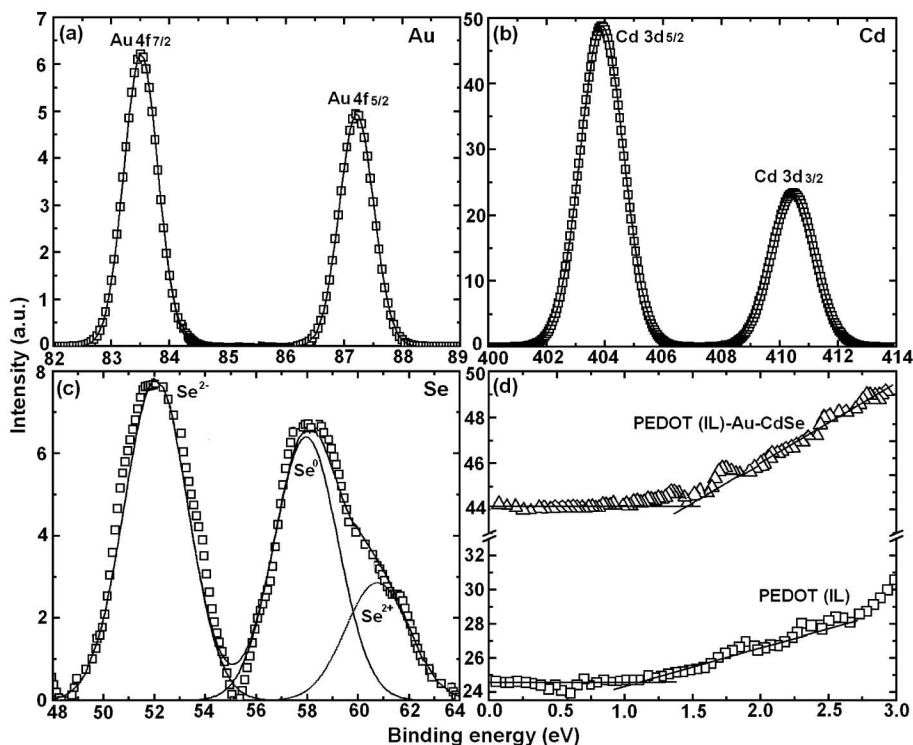 (a) Au 4f7/2 Au
Au 4f5/2
7
6
5
4
3
2
1
0
82 83 84 85 86 87 88 89
(b) Cd 3d5/2 Cd
Cd 3d3/2
50
40
30
20
10
0
400 402 404 406 408 410 412 414
Intensity (a.u.)
(c) Se2- Se
Se0
Se2+
8
6
4
2
0
48 50 52 54 56 58 60 62 64
(d)
PEDOT (IL)-Au-CdSe
PEDOT (IL)
48
46
44
32
30
28
26
24
0.0 0.5 1.0 1.5 2.0 2.5 3.0
Binding energy (eV)